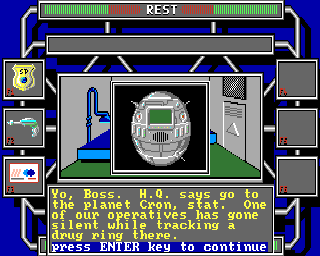 REST
SP
Yo, Boss. H.Q. says go to
the planet Cron, stat. One
of our operatives has gone
silent while tracking a
drug ring there.
press ENTER key to continue